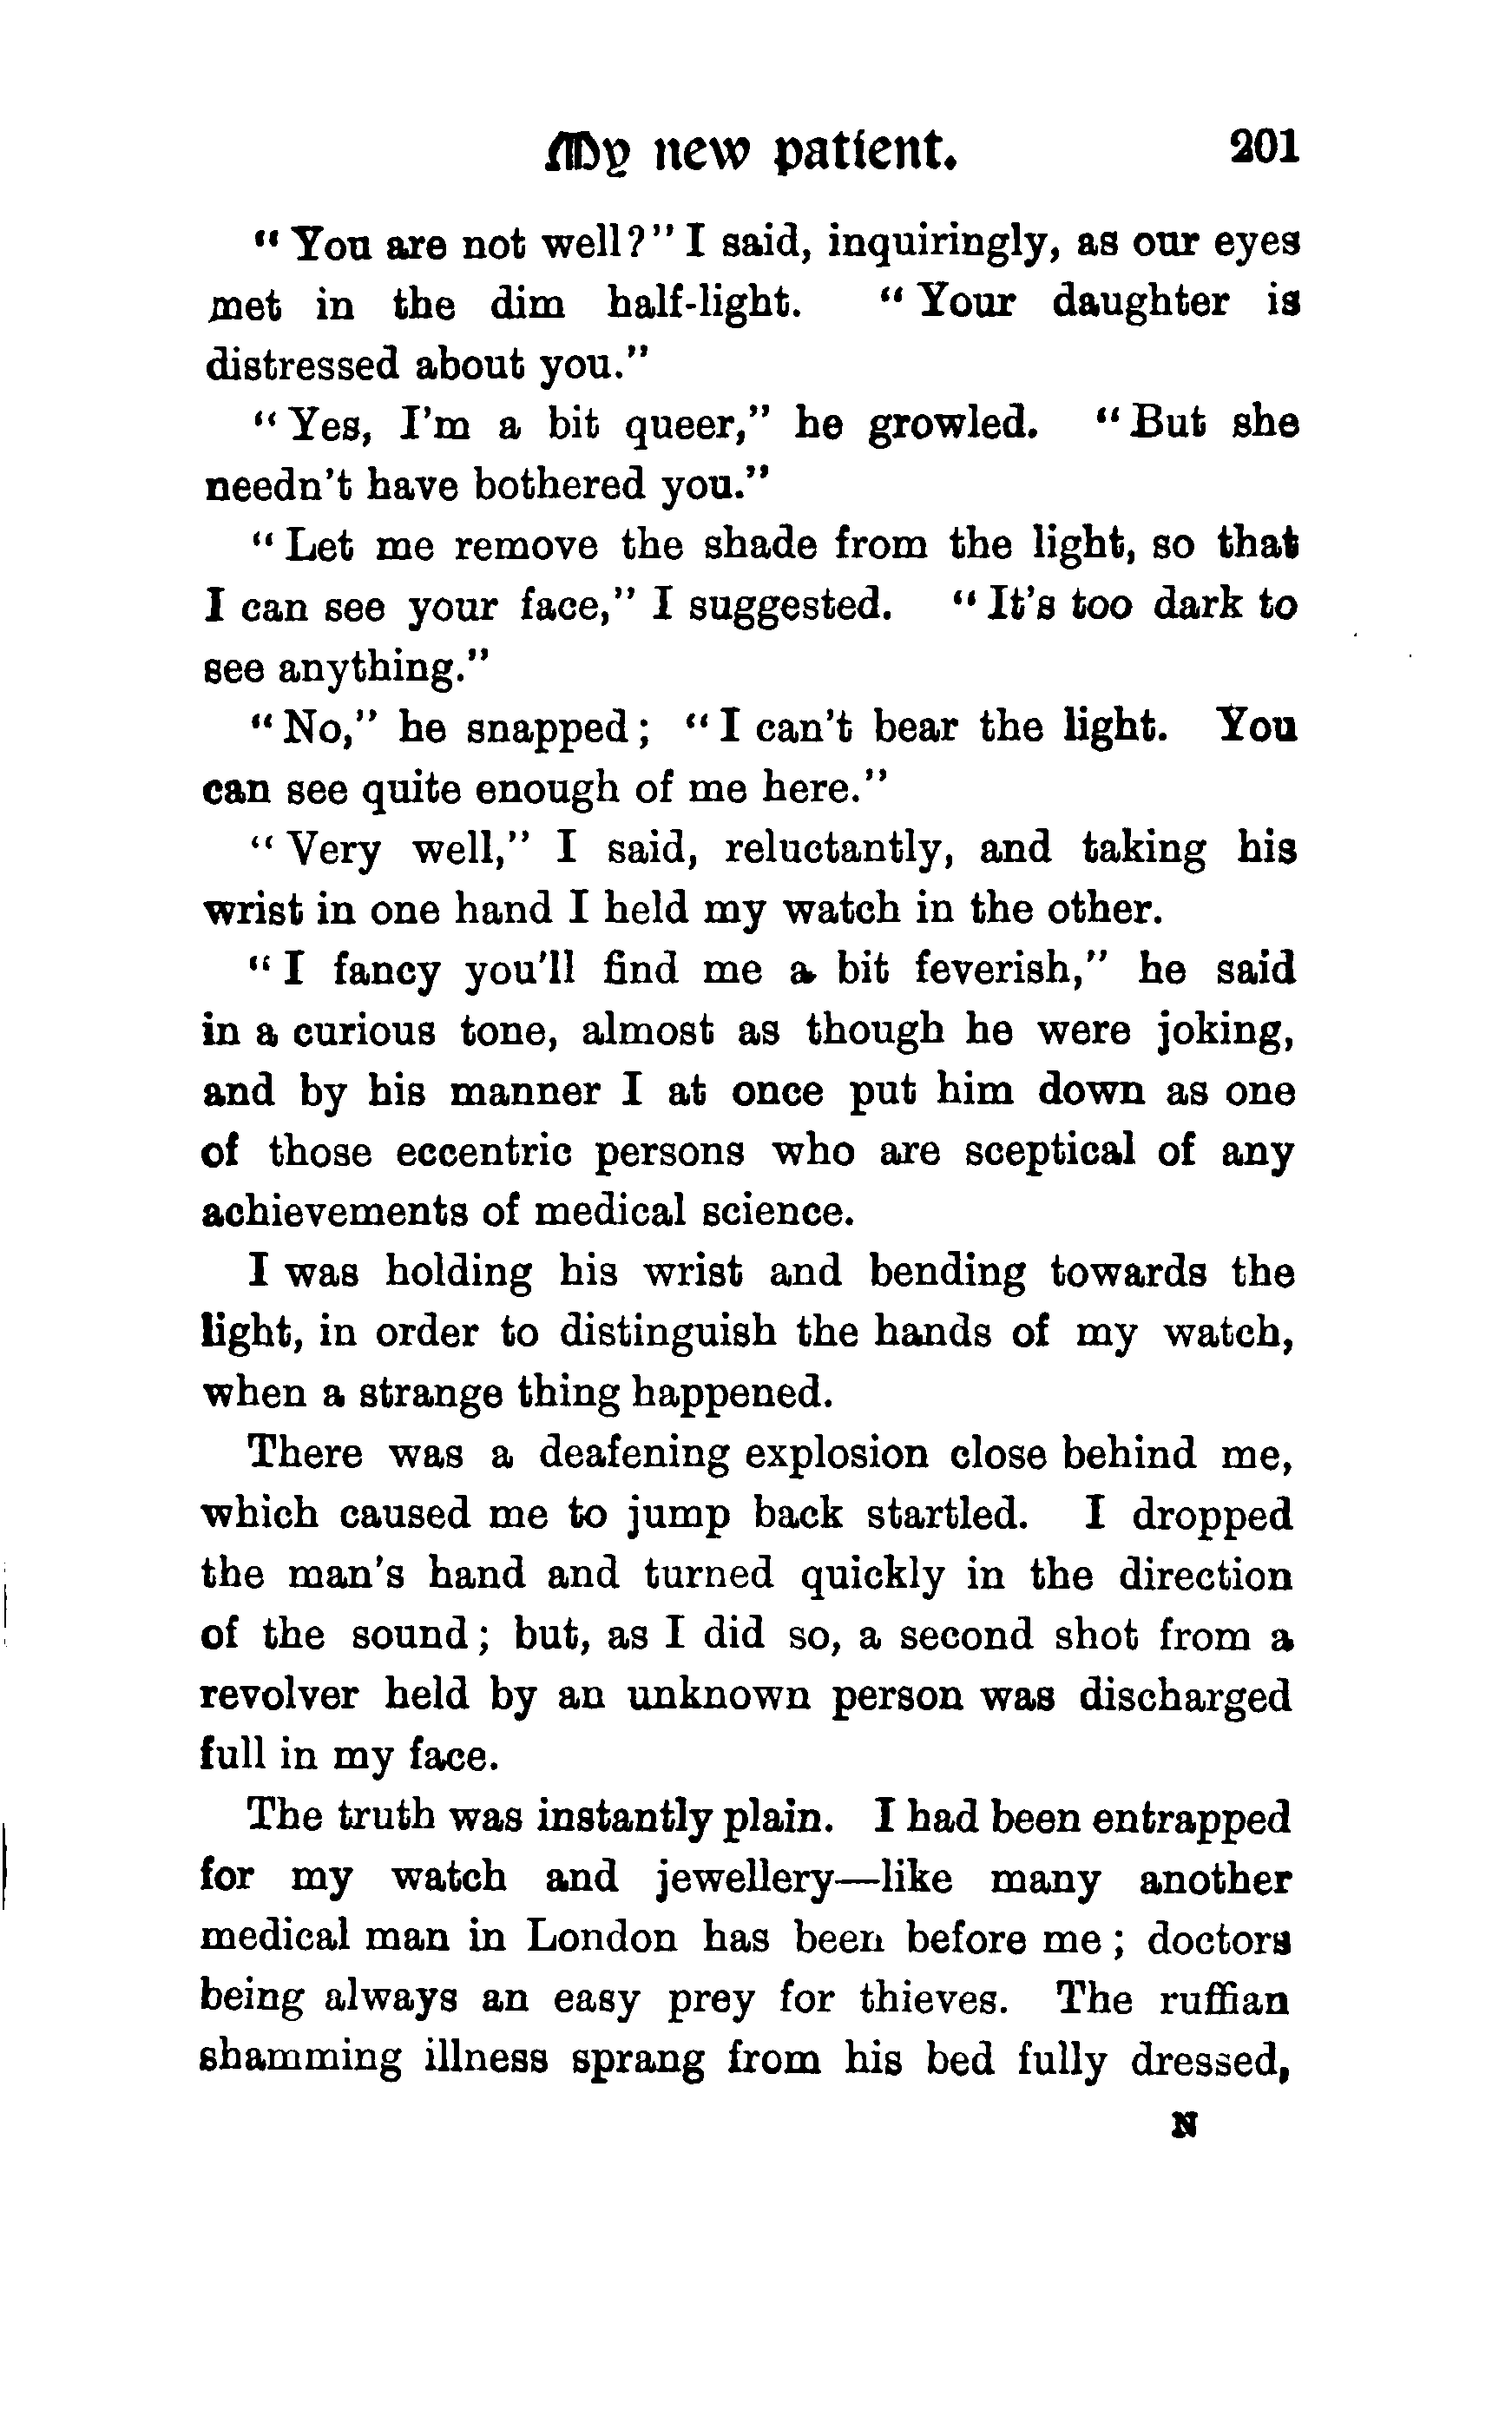 My new patient. 201
"You are not well?" I said, inquiringly, as our eyes
met in the dim half-light. "Your daughter is
distressed about you."
"Yes, I'm a bit queer," he growled. "But she
needn't have bothered you."
"Let me remove the shade from the light, so that
I can see your face," I suggested. "It's too dark to
see anything."
"No," he snapped; "I can't bear the light. You
can see quite enough of me here."
"Very well," I said, reluctantly, and taking his
wrist in one hand I held my watch in the other.
"I fancy you'll find me a bit feverish," he said
in a curious tone, almost as though he were joking,
and by his manner I at once put him down as one
of those eccentric persons who are sceptical of any
achievements of medical science.
I was holding his wrist and bending towards the
light, in order to distinguish the hands of my watch,
when a strange thing happened.
There was a deafening explosion close behind me,
which caused me to jump back startled. I dropped
the man's hand and turned quickly in the direction
of the sound; but, as I did so, a second shot from a
revolver held by an unknown person was discharged
full in my face.
The truth was instantly plain. I had been entrapped
for my watch and jewellery—like many another
medical man in London has been before me; doctors
being always an easy prey for thieves. The ruffian
shamming illness sprang from his bed fully dressed,
N